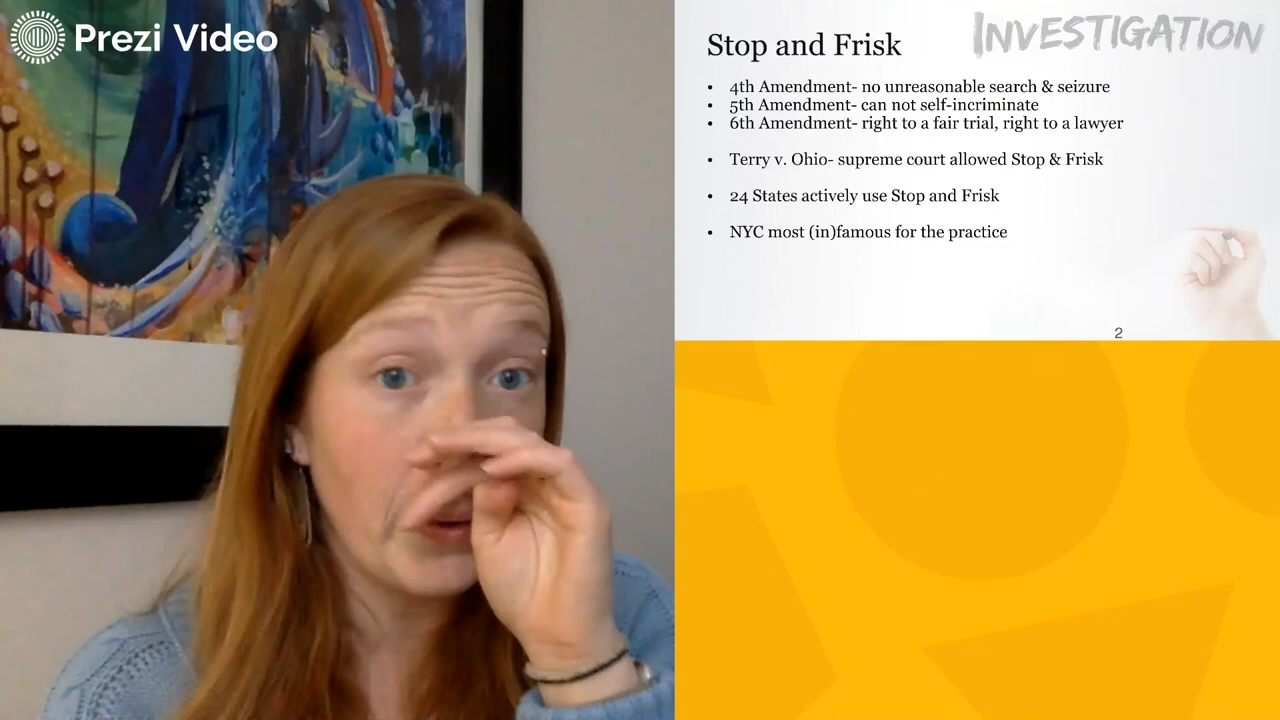 Prezi Video
INVESTIGATION
Stop and Frisk
• 4th Amendment- no unreasonable search & seizure
• 5th Amendment- can not self-incriminate
• 6th Amendment- right to a fair trial, right to a lawyer
• Terry v. Ohio- supreme court allowed Stop & Frisk
• 24 States actively use Stop and Frisk
• NYC most (in)famous for the practice
2